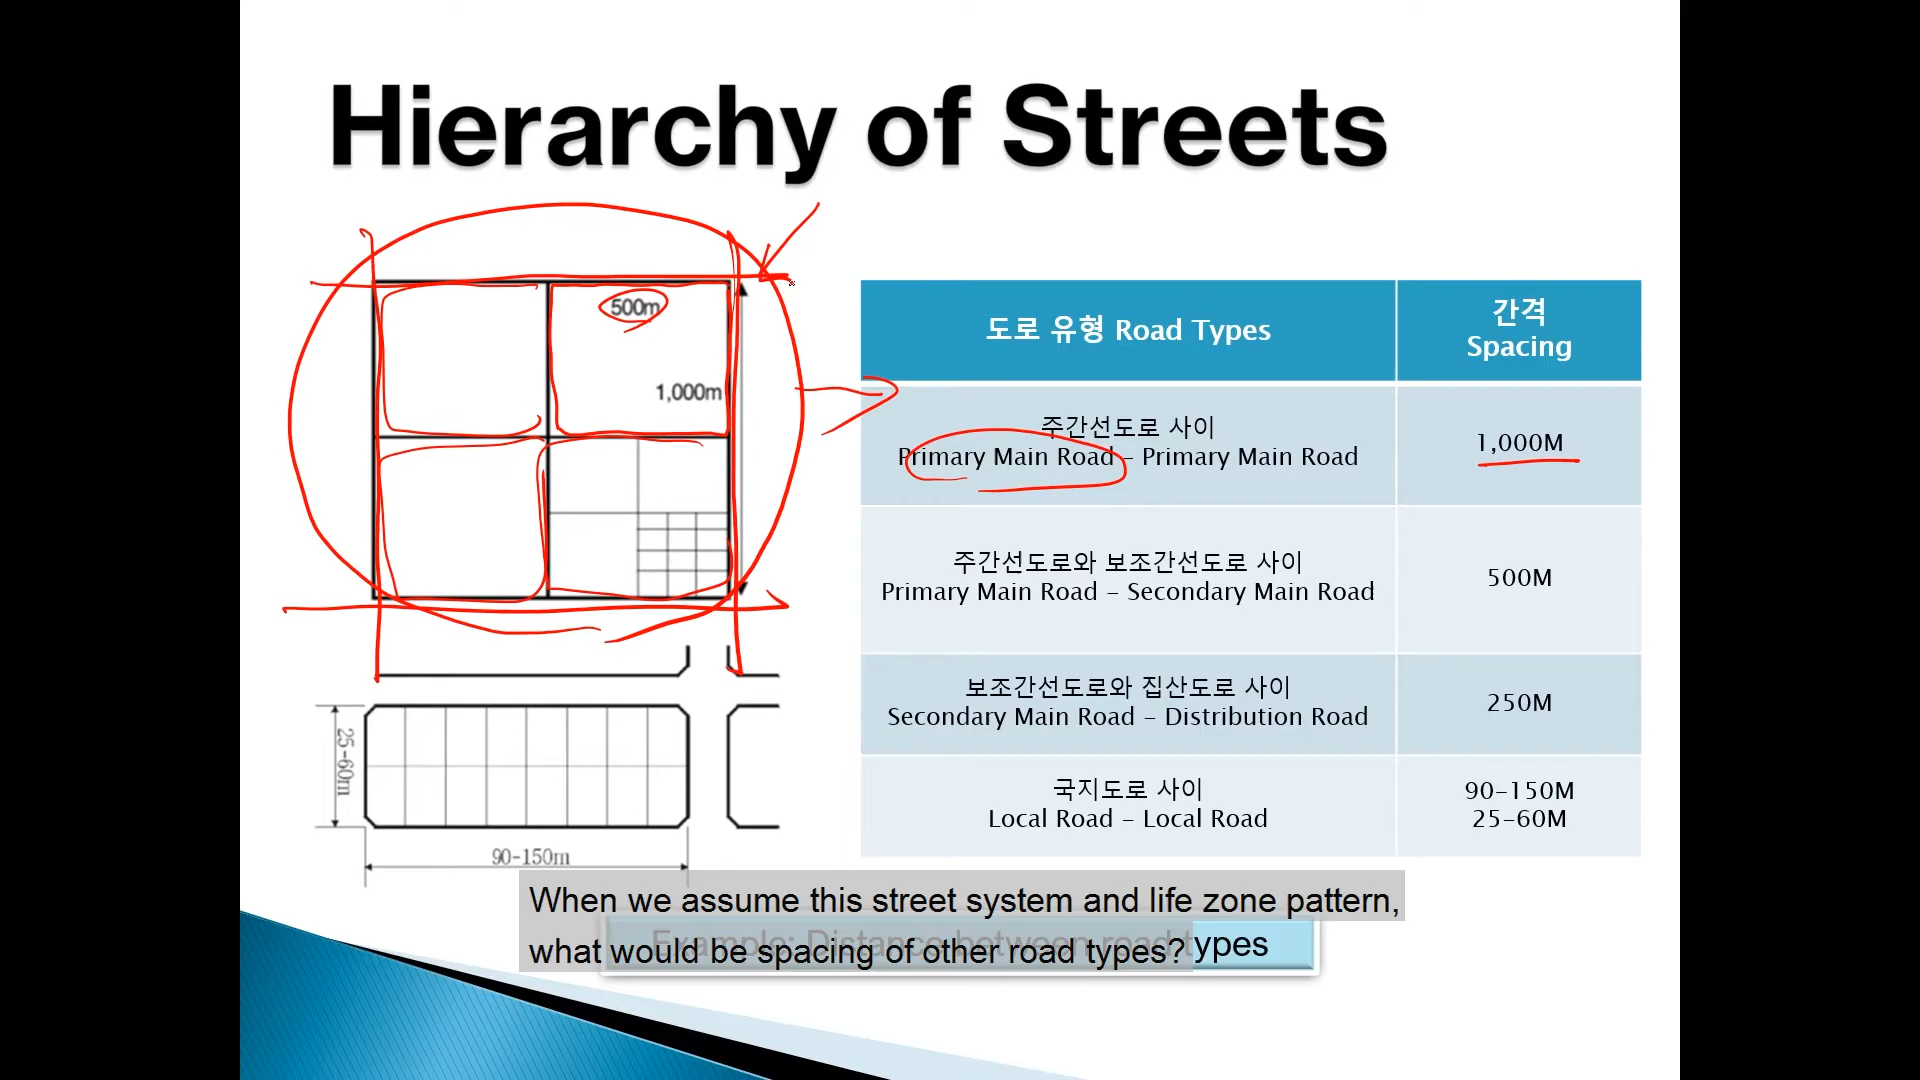 Hierarchy of Streets
500m
1,000m
25-60m
90-150m
도로 유형 Road Types
간격
Spacing
주간선도로 사이
Primary Main Road – Primary Main Road
1,000M
주간선도로와 보조간선도로 사이
Primary Main Road – Secondary Main Road
500M
보조간선도로와 집산도로 사이
Secondary Main Road – Distribution Road
250M
국지도로 사이
Local Road – Local Road
90-150M
25-60M
When we assume this street system and life zone pattern,
what would be spacing of other road types?
Example: Distance between road types